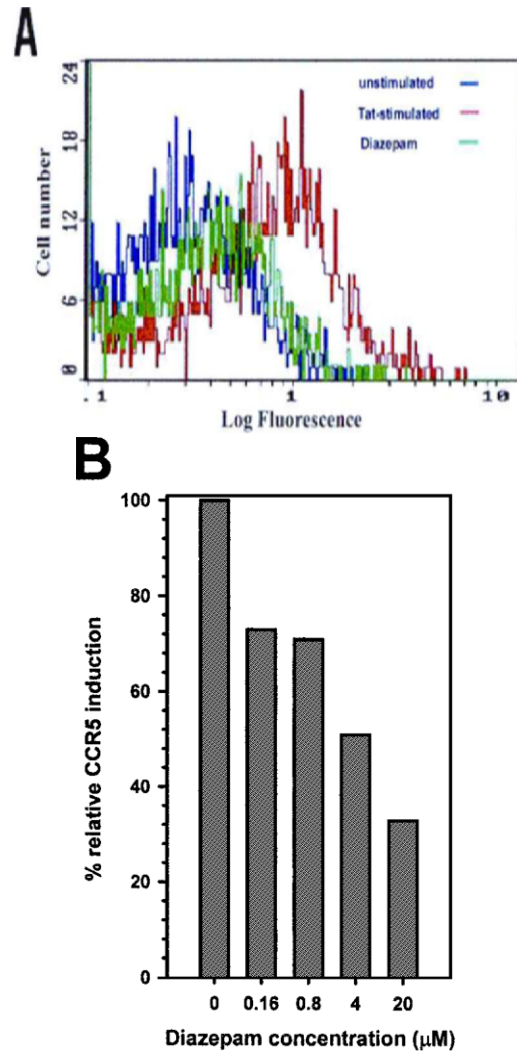 A
24
18
12
6
0
Cell number
unstimulated
Tat-stimulated
Diazepam
.1
1
10
Log Fluorescence
B
100
80
60
40
20
0
% relative CCR5 induction
0 0.16 0.8 4 20
Diazepam concentration (µM)